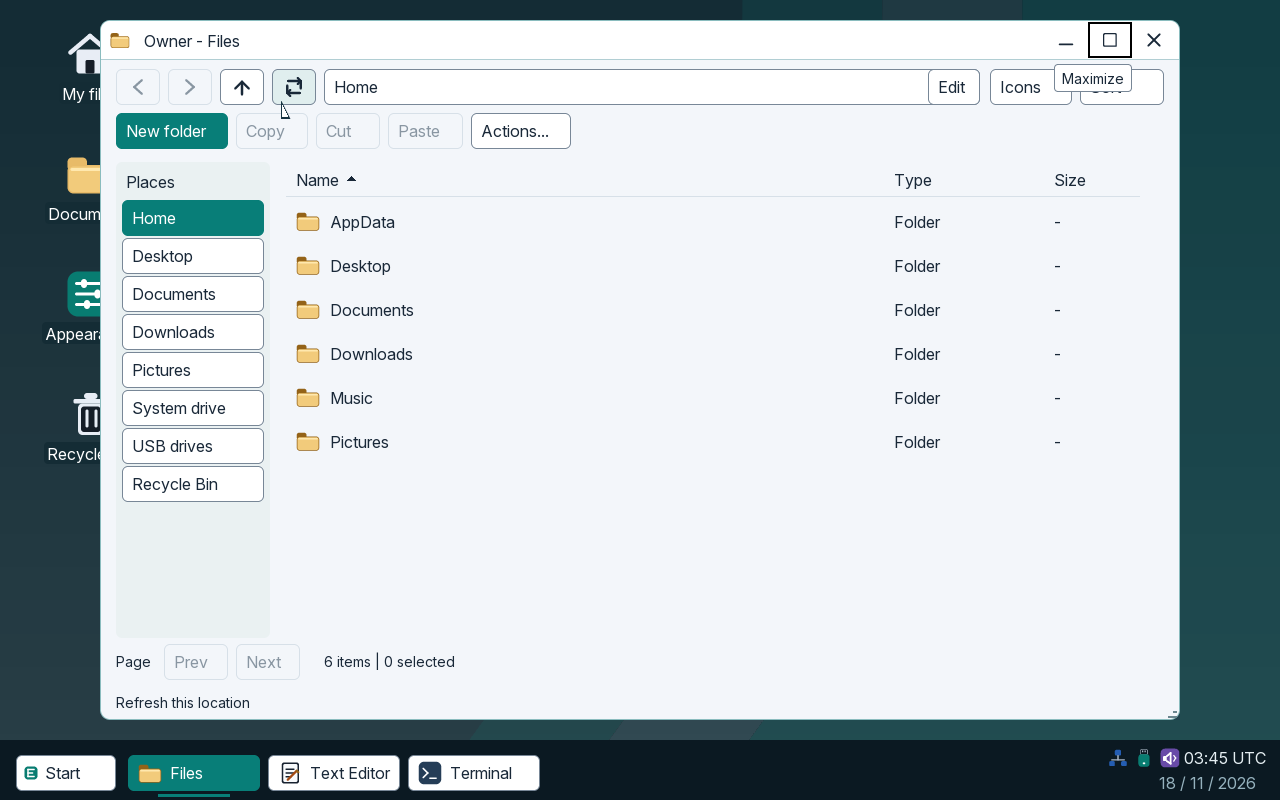 Owner - Files
Maximize
Home
Edit
Icons
New folder
Copy
Cut
Paste
Actions...
Places
Home
Desktop
Documents
Downloads
Pictures
System drive
USB drives
Recycle Bin
Name Type Size
AppData Folder -
Desktop Folder -
Documents Folder -
Downloads Folder -
Music Folder -
Pictures Folder -
Page
Prev
Next
6 items | 0 selected
Refresh this location
My fil
Docum
Appeara
Recycle
Start
Files
Text Editor
Terminal
03:45 UTC
18 / 11 / 2026